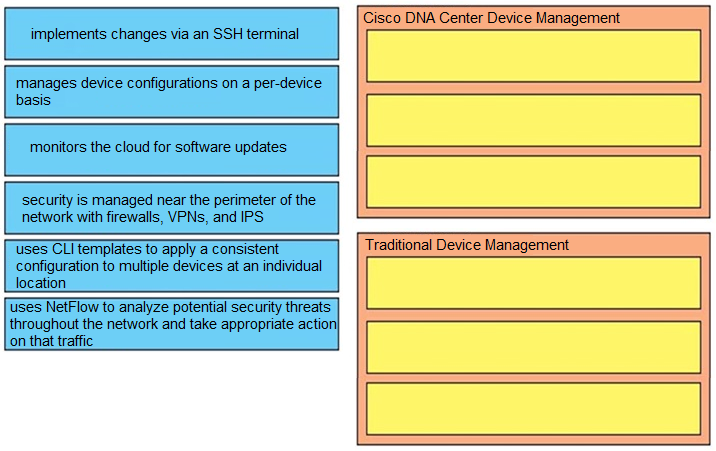 implements changes via an SSH terminal
manages device configurations on a per-device
basis
monitors the cloud for software updates
security is managed near the perimeter of the
network with firewalls, VPNs, and IPS
uses CLI templates to apply a consistent
configuration to multiple devices at an individual
location
uses NetFlow to analyze potential security threats
throughout the network and take appropriate action
on that traffic
Cisco DNA Center Device Management
Traditional Device Management